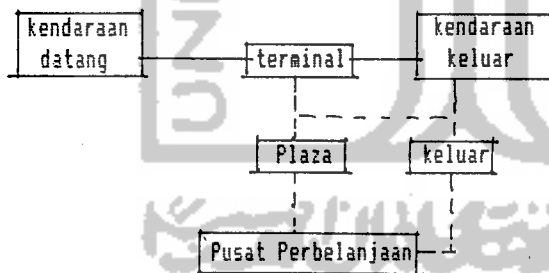 kendaraan
datang
terminal
kendaraan
keluar
Plaza
keluar
Pusat Perbelanjaan